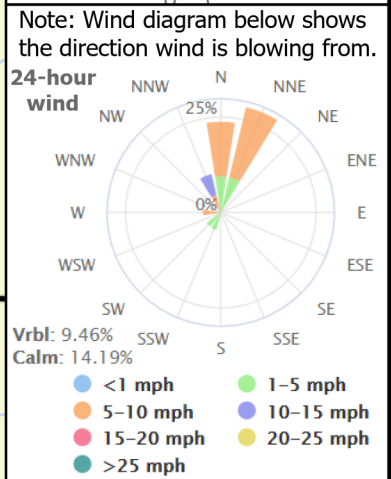 Note: Wind diagram below shows
the direction wind is blowing from.
24-hour
wind
N
NNW
NNE
25%
NW
NE
WNW
ENE
0%
W
E
WSW
ESE
SW
SE
Vrbl: 9.46%
SSW
SSE
S
Calm: 14.19%
<1 mph
1-5 mph
5-10 mph
10-15 mph
15-20 mph
20-25 mph
>25 mph